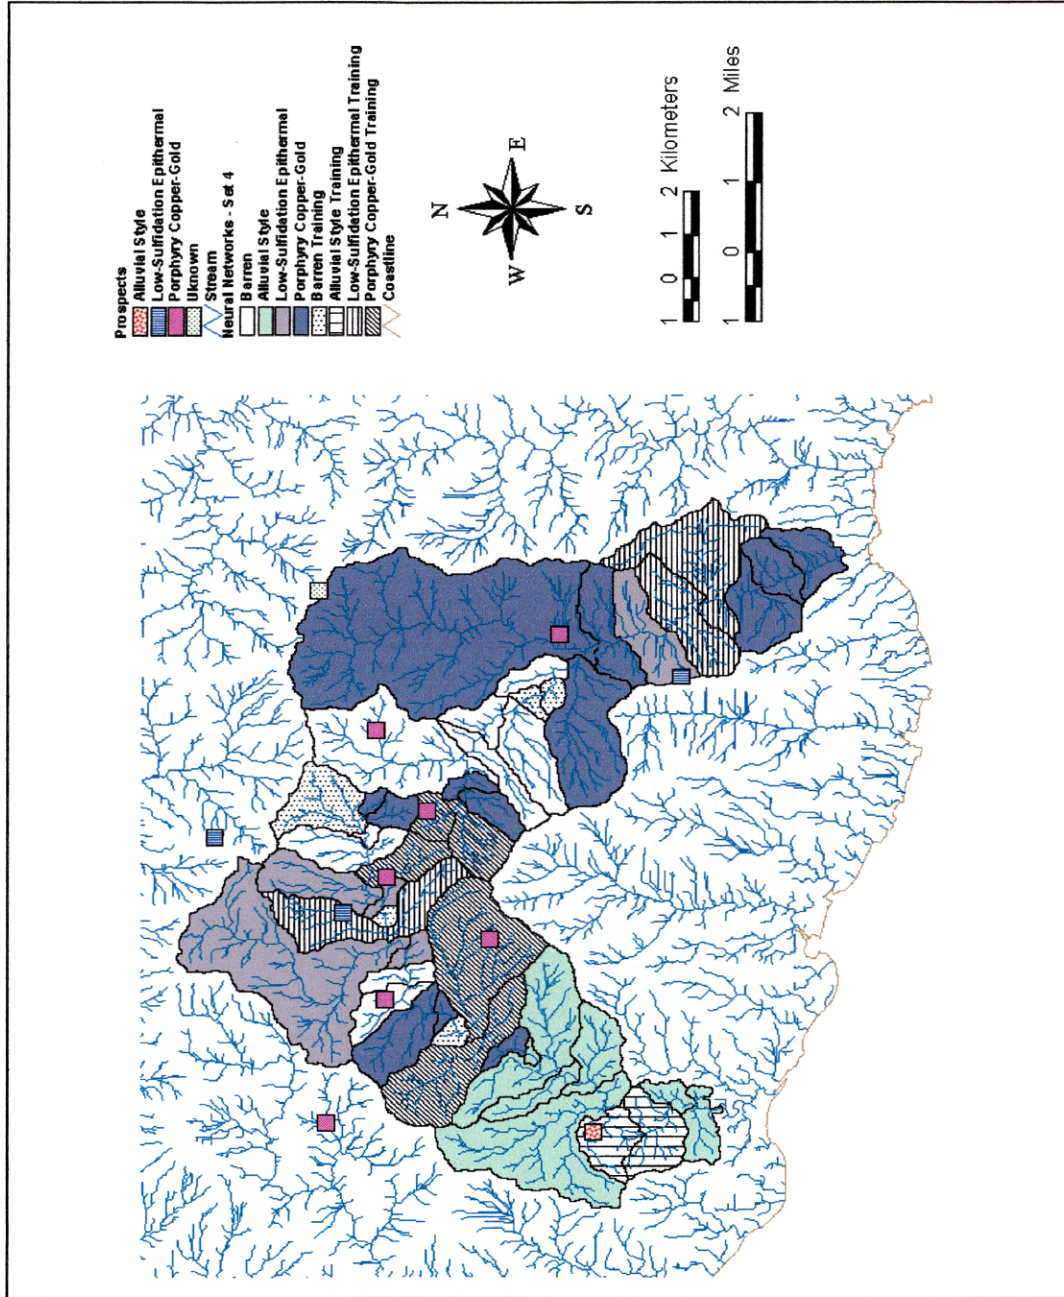 Prospects
Alluvial Style
Low-Sulfidation Epithermal
Porphyry Copper-Gold
Uknown
Stream
Neural Networks - Set 4
Barren
Alluvial Style
Low-Sulfidation Epithermal
Porphyry Copper-Gold
Barren Training
Alluvial Style Training
Low-Sulfidation Epithermal Training
Porphyry Copper-Gold Training
Coastline
N
W E
S
1 0 1 2 Kilometers
1 0 1 2 Miles